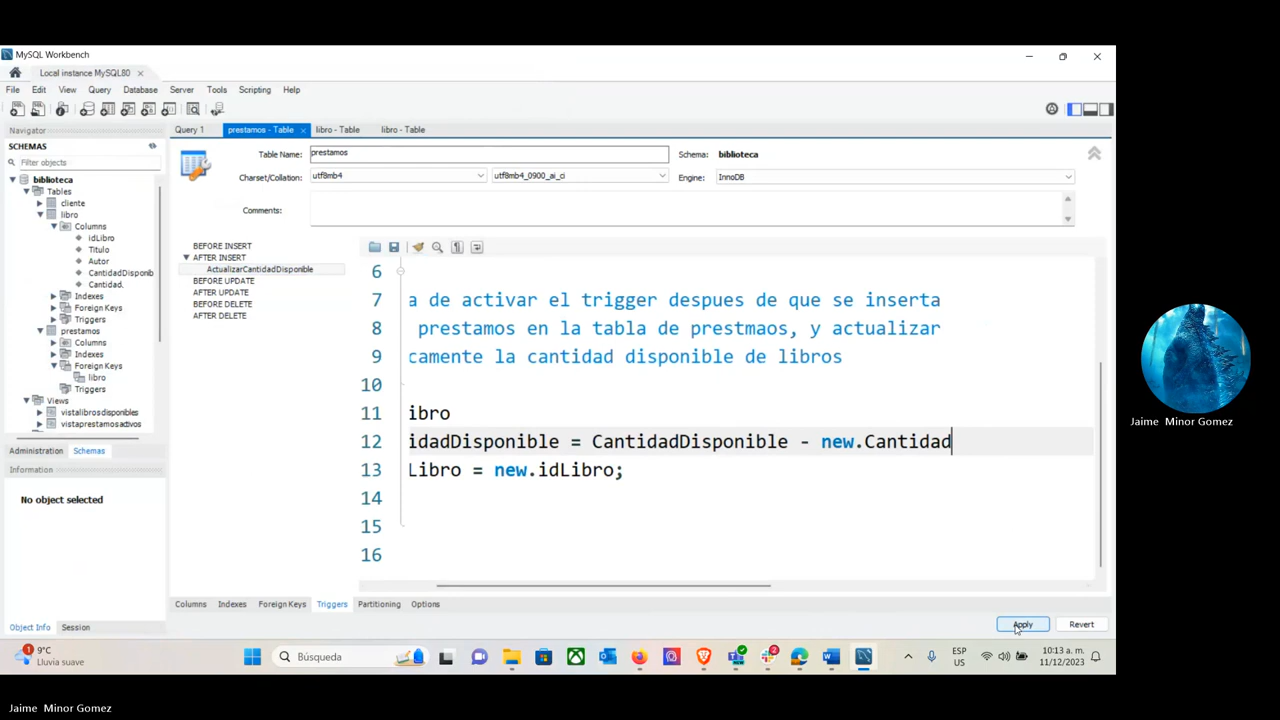 MySQL Workbench
Local instance MySQL80
File Edit View Query Database Server Tools Scripting Help
Navigator
SCHEMAS
Filter objects
biblioteca
Tables
cliente
libro
Columns
idLibro
Titulo
Autor
CantidadDisponib
Cantidad.
Indexes
Foreign Keys
Triggers
prestamos
Columns
Indexes
Foreign Keys
libro
Triggers
Views
vistalibrosdisponibles
vistaprestamosactivos
Administration Schemas
Information
No object selected
Object Info Session
Query 1 prestamos - Table libro - Table libro - Table
Table Name: prestamos Schema: biblioteca
Charset/Collation: utf8mb4 utf8mb4_0900_ai_ci Engine: InnoDB
Comments:
BEFORE INSERT
AFTER INSERT
ActualizarCantidadDisponible
BEFORE UPDATE
AFTER UPDATE
BEFORE DELETE
AFTER DELETE
6
7 a de activar el trigger despues de que se inserta
8 prestamos en la tabla de prestmaos, y actualizar
9 camente la cantidad disponible de libros
10
11 ibro
12 idadDisponible = CantidadDisponible - new.Cantidad
13 Libro = new.idLibro;
14
15
16
Columns Indexes Foreign Keys Triggers Partitioning Options
Apply Revert
1 9°C
Lluvia suave
Búsqueda
2
ESP
US
10:13 a. m.
11/12/2023
Jaime Minor Gomez
Jaime Minor Gomez